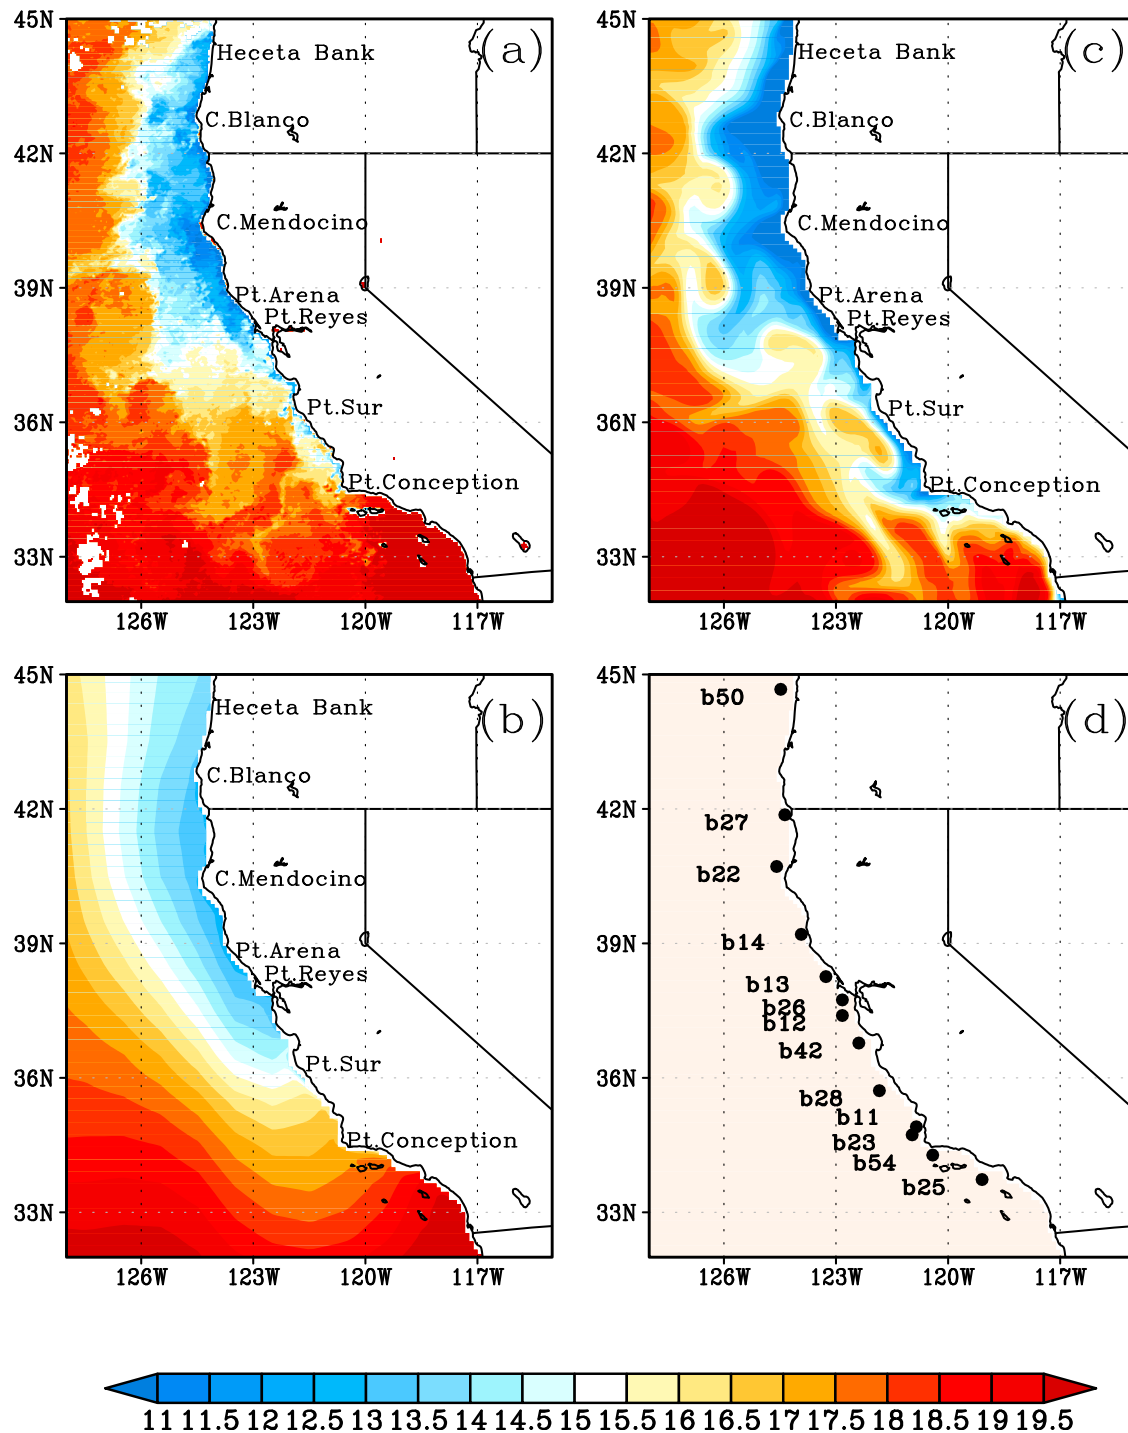 45N
42N
39N
36N
33N
126W 123W 120W 117W
(a)
Heceta Bank
C.Blanco
C.Mendocino
Pt.Arena
Pt.Reyes
Pt.Sur
Pt.Conception
45N
42N
39N
36N
33N
126W 123W 120W 117W
(c)
Heceta Bank
C.Blanco
C.Mendocino
Pt.Arena
Pt.Reyes
Pt.Sur
Pt.Conception
45N
42N
39N
36N
33N
126W 123W 120W 117W
(b)
Heceta Bank
C.Blanco
C.Mendocino
Pt.Arena
Pt.Reyes
Pt.Sur
Pt.Conception
45N
42N
39N
36N
33N
126W 123W 120W 117W
(d)
b50
b27
b22
b14
b13
b26
b12
b42
b28
b11
b23
b54
b25
11 11.5 12 12.5 13 13.5 14 14.5 15 15.5 16 16.5 17 17.5 18 18.5 19 19.5